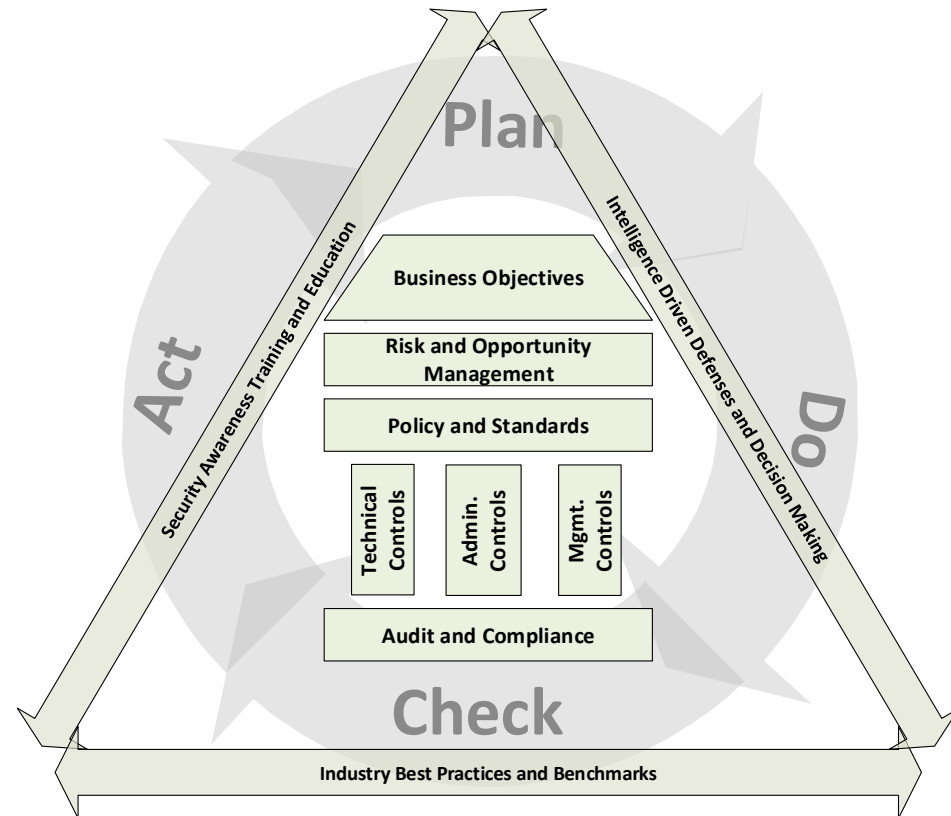 Plan
Security Awareness Training and Education
Intelligence Driven Defenses and Decision Making
Business Objectives
Risk and Opportunity
Management
Act
Do
Policy and Standards
Technical
Controls
Admin.
Controls
Mgmt.
Controls
Audit and Compliance
Check
Industry Best Practices and Benchmarks